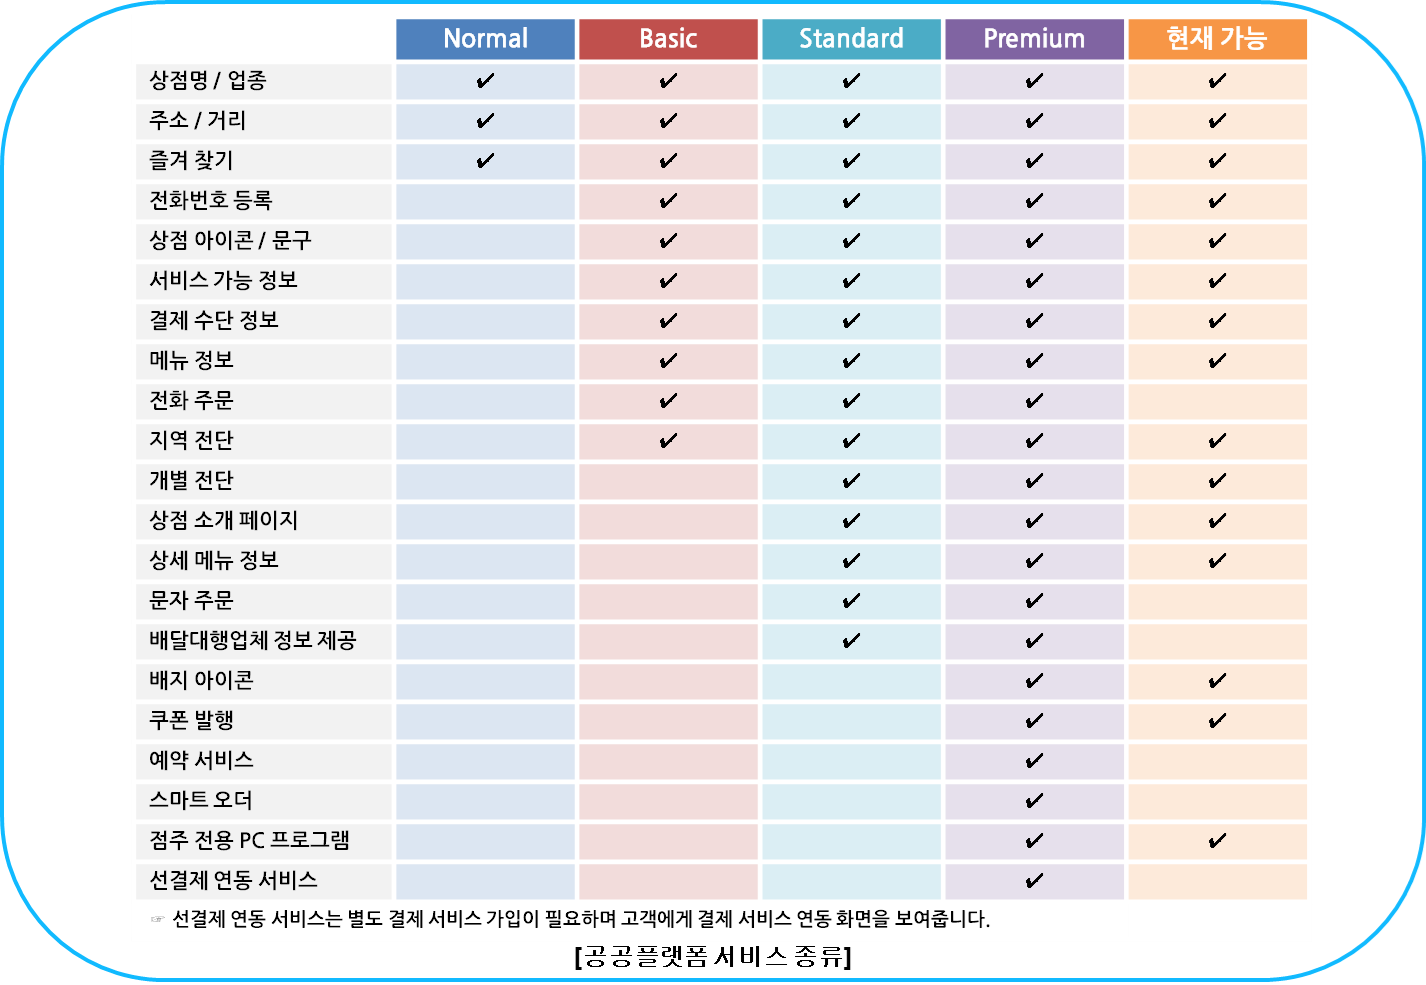 Normal Basic Standard Premium 현재 가능
상점명 / 업종 ✔ ✔ ✔ ✔ ✔
주소 / 거리 ✔ ✔ ✔ ✔ ✔
즐겨 찾기 ✔ ✔ ✔ ✔ ✔
전화번호 등록 ✔ ✔ ✔ ✔
상점 아이콘 / 문구 ✔ ✔ ✔ ✔
서비스 가능 정보 ✔ ✔ ✔ ✔
결제 수단 정보 ✔ ✔ ✔ ✔
메뉴 정보 ✔ ✔ ✔ ✔
전화 주문 ✔ ✔ ✔
지역 전단 ✔ ✔ ✔ ✔
개별 전단 ✔ ✔ ✔
상점 소개 페이지 ✔ ✔ ✔
상세 메뉴 정보 ✔ ✔ ✔
문자 주문 ✔ ✔
배달대행업체 정보 제공 ✔ ✔
배지 아이콘 ✔ ✔
쿠폰 발행 ✔ ✔
예약 서비스 ✔
스마트 오더 ✔
점주 전용 PC 프로그램 ✔ ✔
선결제 연동 서비스 ✔
☞ 선결제 연동 서비스는 별도 결제 서비스 가입이 필요하며 고객에게 결제 서비스 연동 화면을 보여줍니다.
[공공플랫폼 서비스 종류]